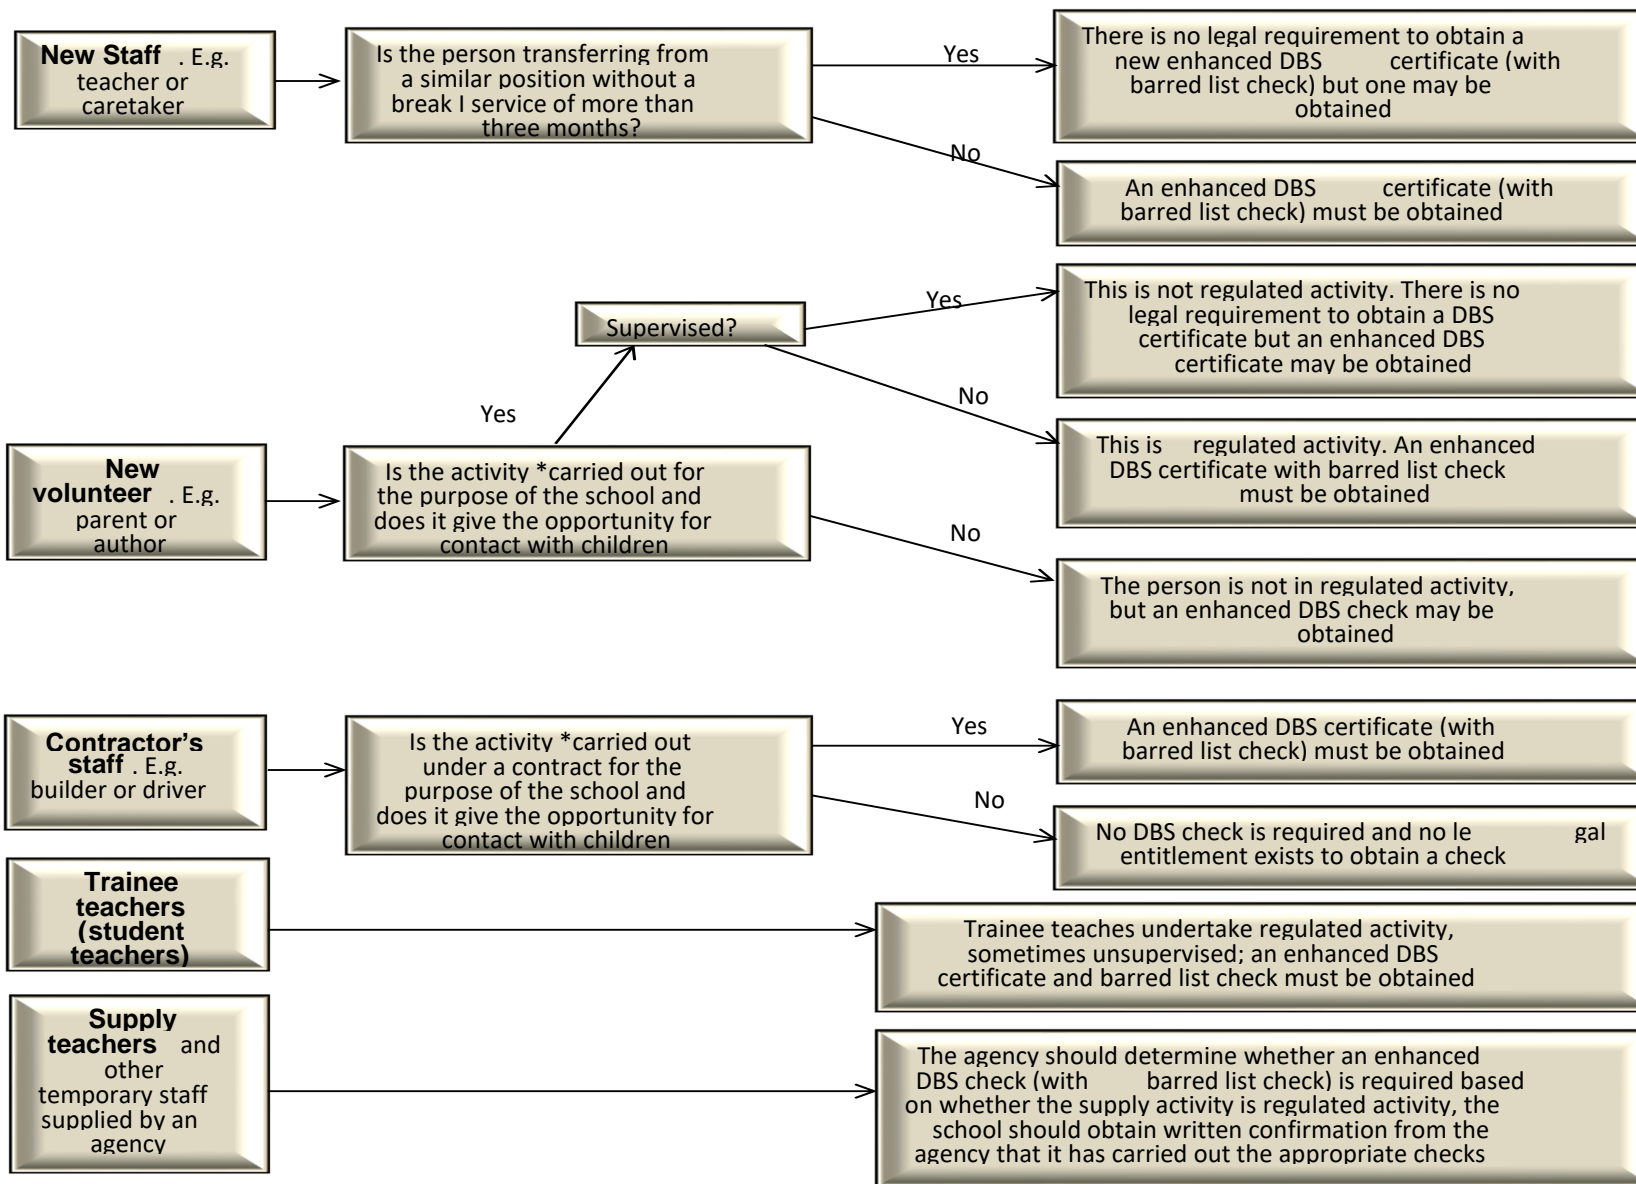 New Staff . E.g.
teacher or
caretaker
Is the person transferring from
a similar position without a
break I service of more than
three months?
Yes
There is no legal requirement to obtain a
new enhanced DBS certificate (with
barred list check) but one may be
obtained
No
An enhanced DBS certificate (with
barred list check) must be obtained
New
volunteer . E.g.
parent or
author
Is the activity *carried out for
the purpose of the school and
does it give the opportunity for
contact with children
Yes
Supervised?
Yes
This is not regulated activity. There is no
legal requirement to obtain a DBS
certificate but an enhanced DBS
certificate may be obtained
No
This is regulated activity. An enhanced
DBS certificate with barred list check
must be obtained
No
The person is not in regulated activity,
but an enhanced DBS check may be
obtained
Contractor's
staff . E.g.
builder or driver
Is the activity *carried out
under a contract for the
purpose of the school and
does it give the opportunity for
contact with children
Yes
An enhanced DBS certificate (with
barred list check) must be obtained
No
No DBS check is required and no le gal
entitlement exists to obtain a check
Trainee
teachers
(student
teachers)
Trainee teaches undertake regulated activity,
sometimes unsupervised; an enhanced DBS
certificate and barred list check must be obtained
Supply
teachers and
other
temporary staff
supplied by an
agency
The agency should determine whether an enhanced
DBS check (with barred list check) is required based
on whether the supply activity is regulated activity, the
school should obtain written confirmation from the
agency that it has carried out the appropriate checks